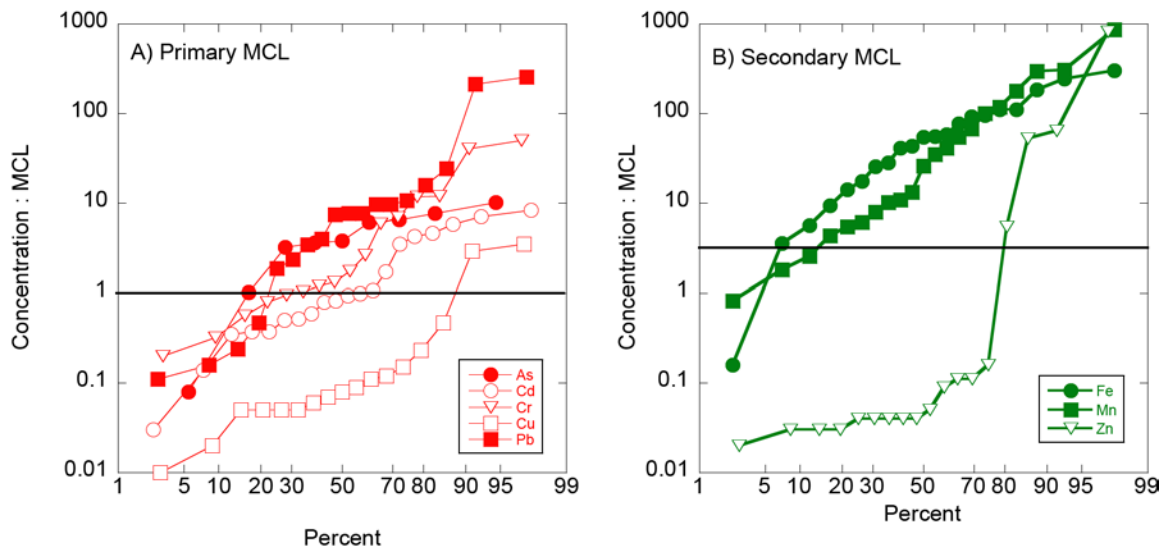 A) Primary MCL
Concentration : MCL
1000
100
10
1
0.1
0.01
1 5 10 20 30 50 70 80 90 95 99
Percent
As
Cd
Cr
Cu
Pb
B) Secondary MCL
Concentration : MCL
1000
100
10
1
0.1
0.01
1 5 10 20 30 50 70 80 90 95 99
Percent
Fe
Mn
Zn